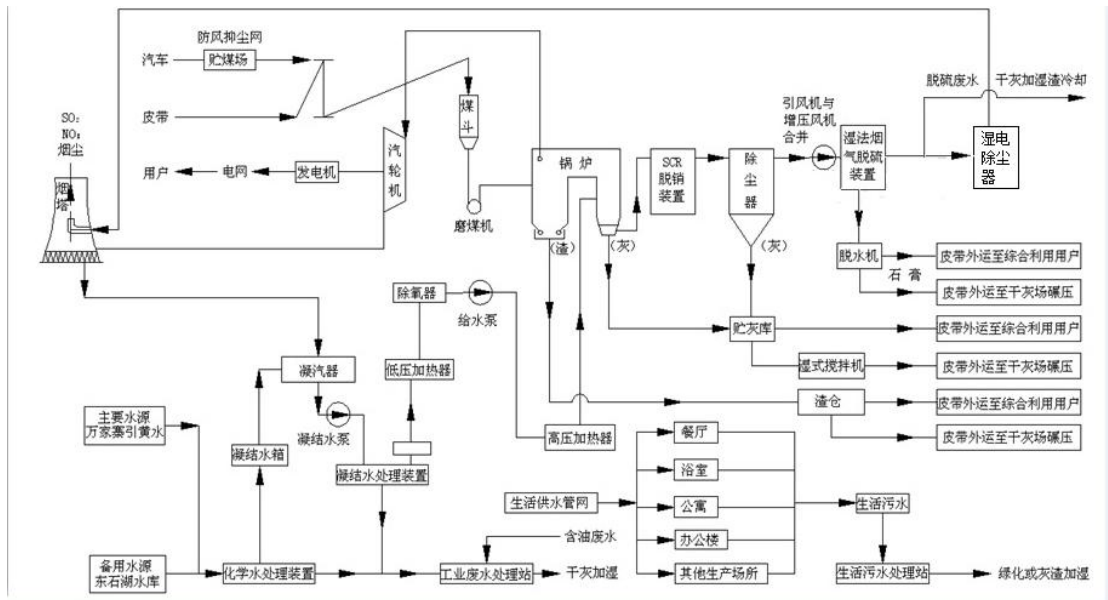 防风抑尘网
汽车
贮煤场
皮带
SO₂
NOₓ
烟尘
烟
塔
用户
电网
发电机
汽
轮
机
煤
斗
磨煤机
锅炉
(渣)
(灰)
SCR
脱销
装置
除
尘
器
(灰)
引风机与
增压风机
合并
湿法烟
气脱硫
装置
脱硫废水
干灰加湿渣冷却
湿电
除尘
器
脱水机
石膏
皮带外运至综合利用用户
皮带外运至干灰场碾压
贮灰库
皮带外运至综合利用用户
湿式搅拌机
皮带外运至干灰场碾压
渣仓
皮带外运至综合利用用户
皮带外运至干灰场碾压
除氧器
给水泵
低压加热器
高压加热器
凝汽器
凝结水泵
凝结水箱
凝结水处理装置
主要水源
万家寨引黄水
备用水源
东石湖水库
化学水处理装置
含油废水
工业废水处理站
干灰加湿
生活供水管网
餐厅
浴室
公寓
办公楼
其他生产场所
生活污水
生活污水处理站
绿化或灰渣加湿